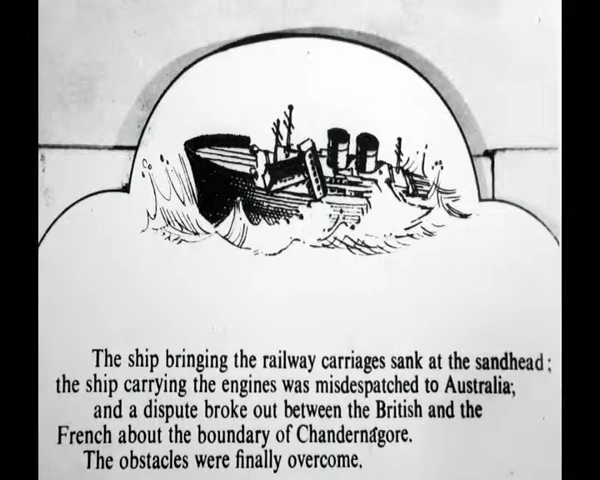 The ship bringing the railway carriages sank at the sandhead;
the ship carrying the engines was misdespatched to Australia;
and a dispute broke out between the British and the
French about the boundary of Chandernagore.
The obstacles were finally overcome.